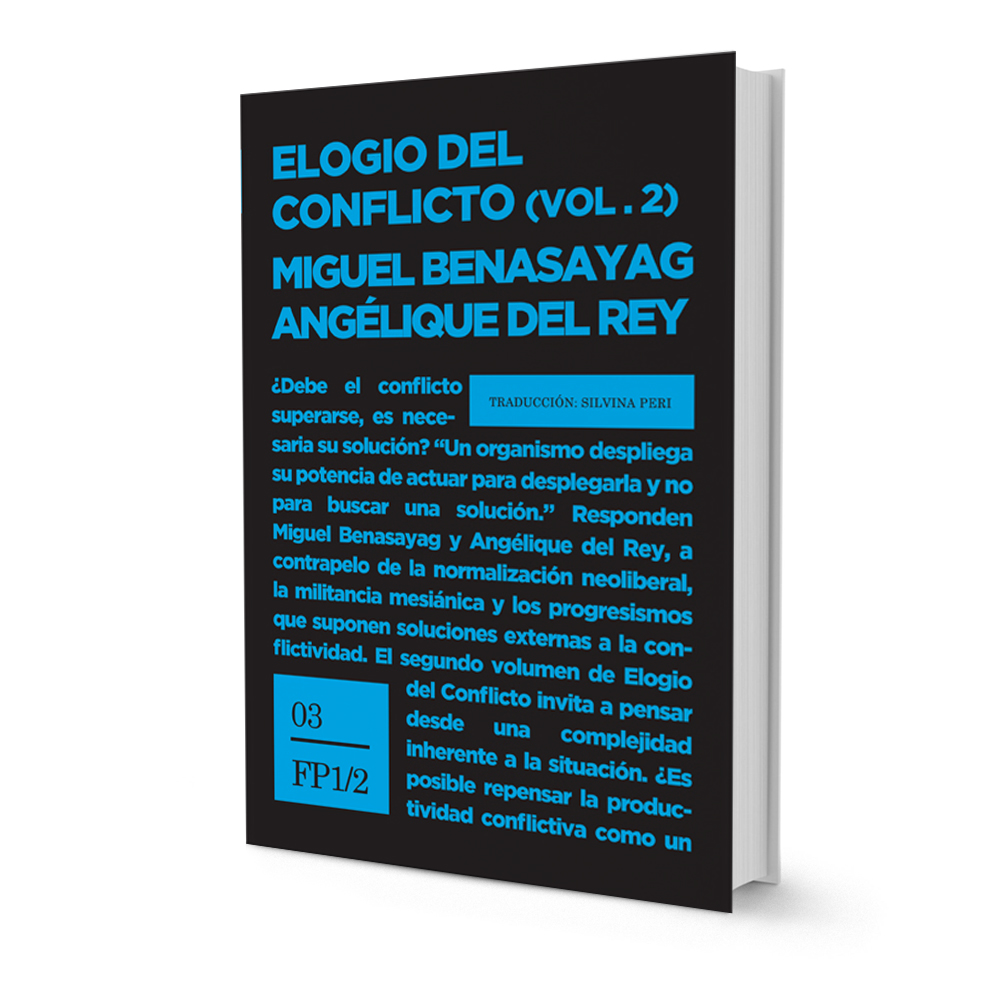 ELOGIO DEL
CONFLICTO (VOL . 2)
MIGUEL BENASAYAG
ANGÉLIQUE DEL REY
¿Debe el conflicto
superarse, es nece-
TRADUCCIÓN: SILVINA PERI
saria su solución? “Un organismo despliega
su potencia de actuar para desplegarla y no
para buscar una solución.” Responden
Miguel Benasayag y Angélique del Rey, a
contrapelo de la normalización neoliberal,
la militancia mesiánica y los progresismos
que suponen soluciones externas a la con-
flictividad. El segundo volumen de Elogio
del Conflicto invita a pensar
desde una complejidad
inherente a la situación. ¿Es
posible repensar la produc-
tividad conflictiva como un
03
FP1/2